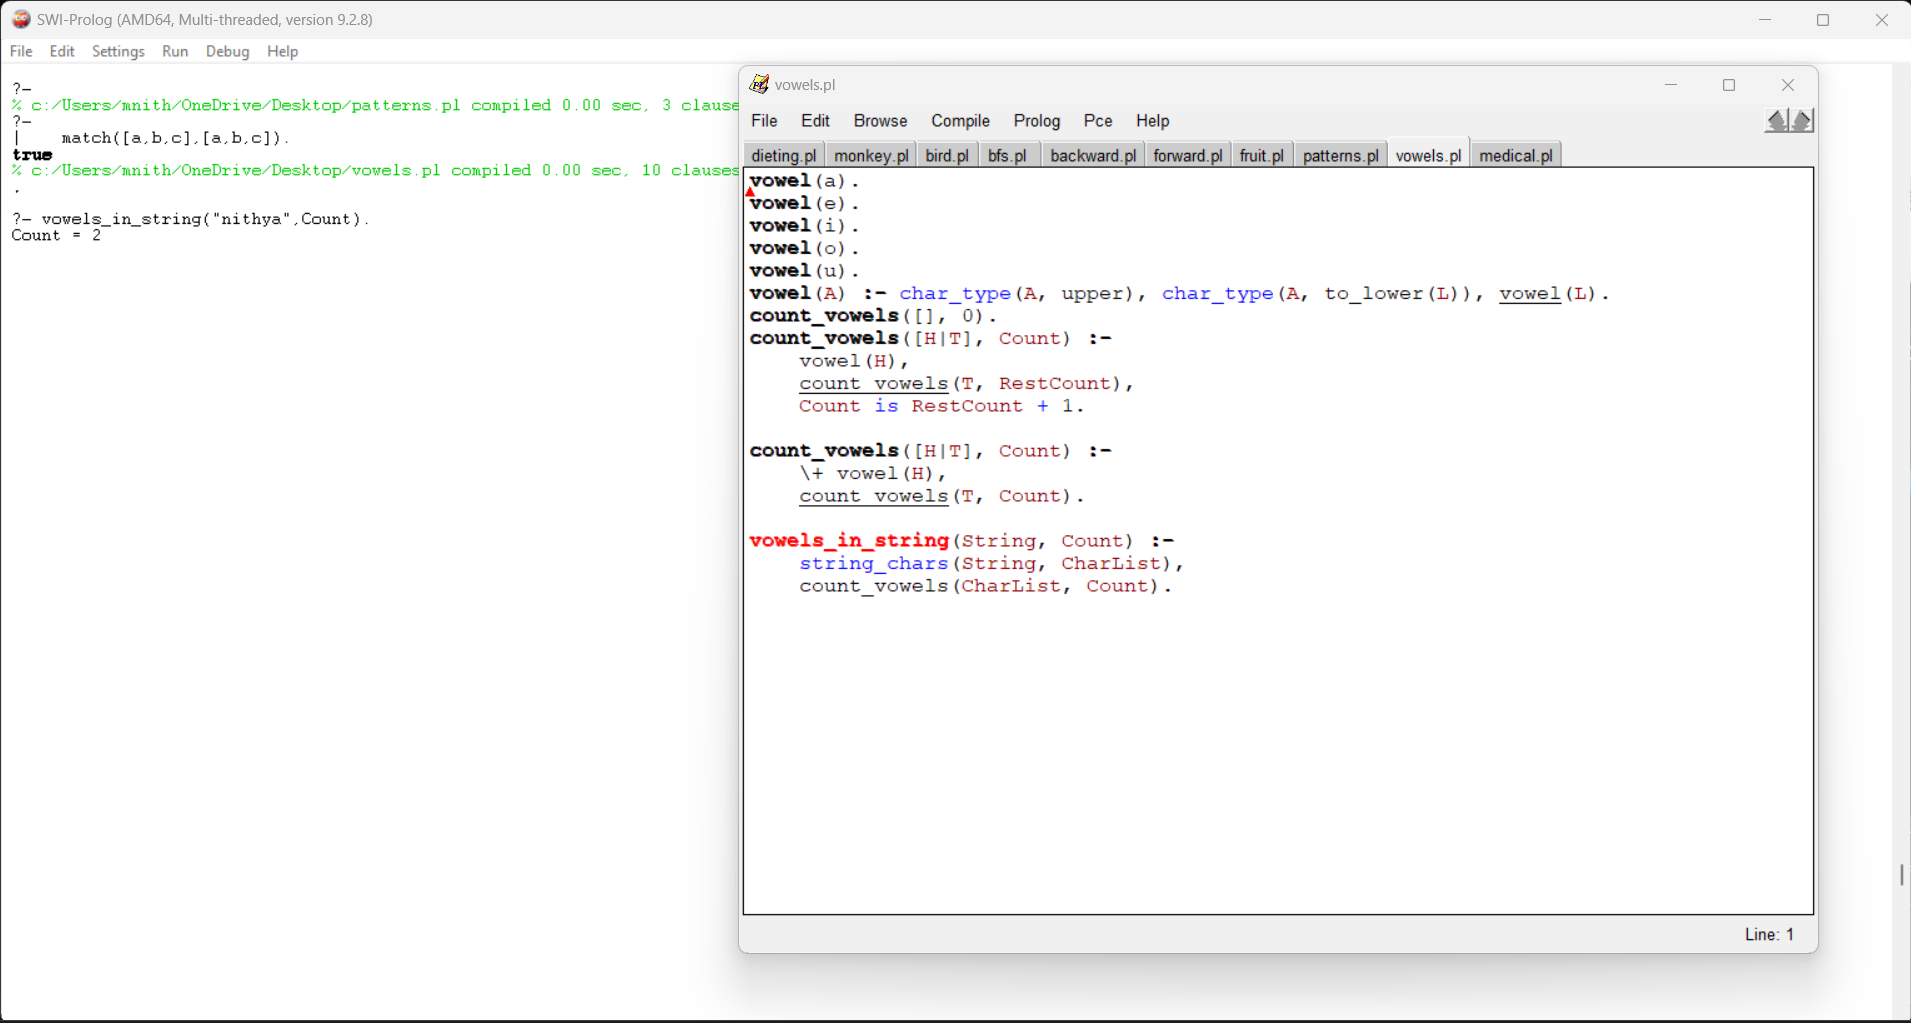 SWI-Prolog (AMD64, Multi-threaded, version 9.2.8)
File Edit Settings Run Debug Help
?-
% c:/Users/mnith/OneDrive/Desktop/patterns.pl compiled 0.00 sec, 3 clause
?-
|    match([a,b,c],[a,b,c]).
true
% c:/Users/mnith/OneDrive/Desktop/vowels.pl compiled 0.00 sec, 10 clauses
.
?- vowels_in_string("nithya",Count).
Count = 2
vowels.pl
File Edit Browse Compile Prolog Pce Help
dieting.pl monkey.pl bird.pl bfs.pl backward.pl forward.pl fruit.pl patterns.pl vowels.pl medical.pl
vowel(a).
vowel(e).
vowel(i).
vowel(o).
vowel(u).
vowel(A) :- char_type(A, upper), char_type(A, to_lower(L)), vowel(L).
count_vowels([], 0).
count_vowels([H|T], Count) :-
    vowel(H),
    count_vowels(T, RestCount),
    Count is RestCount + 1.
count_vowels([H|T], Count) :-
    \+ vowel(H),
    count_vowels(T, Count).
vowels_in_string(String, Count) :-
    string_chars(String, CharList),
    count_vowels(CharList, Count).
Line: 1